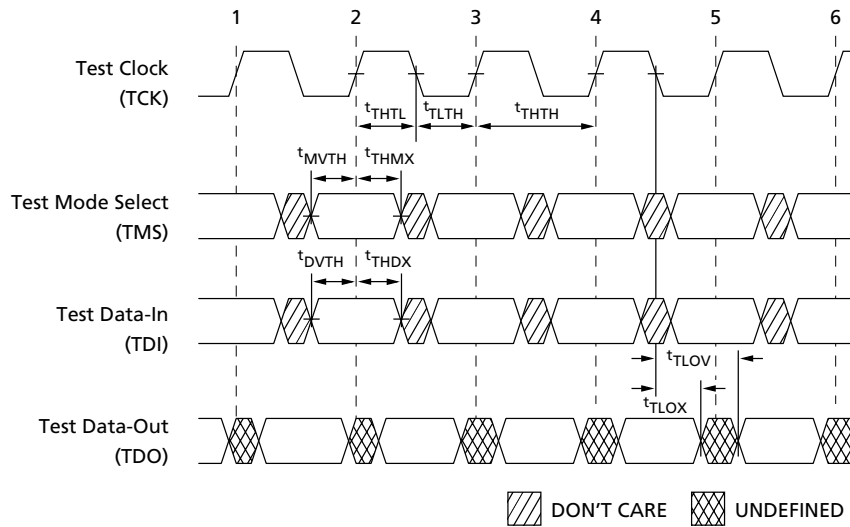 1 2 3 4 5 6
Test Clock
(TCK)
tTHTL tTLTH tTHTH
tMVTH tTHMX
Test Mode Select
(TMS)
tDVTH tTHDX
Test Data-In
(TDI)
tTLOV
tTLOX
Test Data-Out
(TDO)
DON'T CARE UNDEFINED